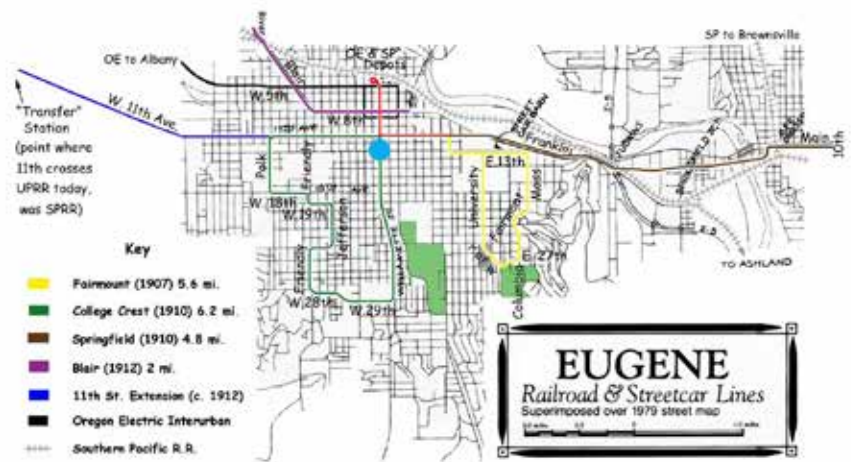 SP to Brownsville
River
OE & SP
Depots
OE to Albany
Blair
W. 5th
W. 8th
W. 11th Ave.
"Transfer"
Station
(point where
11th crosses
UPRR today,
was SPRR)
Franklin
Main
10th
E.13th
Polk
Friendly
Jefferson
University
Fairmount
Moss
W. 18th
W. 19th
E. 27th
Columbia
Friendly
W. 28th
W. 29th
TO ASHLAND
Key
Fairmount (1907) 5.6 mi.
College Crest (1910) 6.2 mi.
Springfield (1910) 4.8 mi.
Blair (1912) 2 mi.
11th St. Extension (c. 1912)
Oregon Electric Interurban
Southern Pacific R.R.
EUGENE
Railroad & Streetcar Lines
Superimposed over 1979 street map